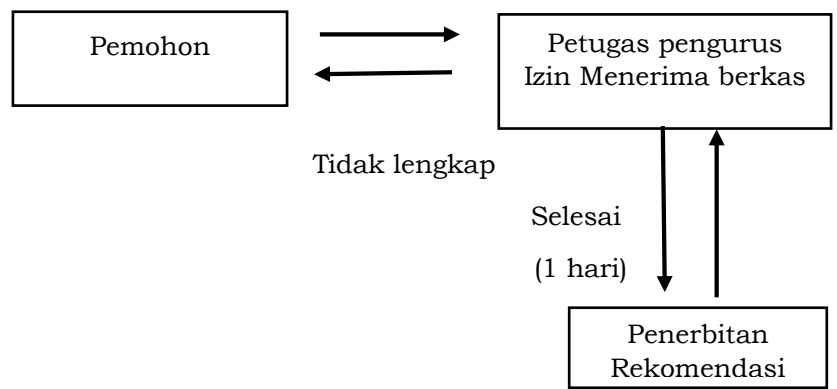 Pemohon
Petugas pengurus
Izin Menerima berkas
Tidak lengkap
Selesai
(1 hari)
Penerbitan
Rekomendasi